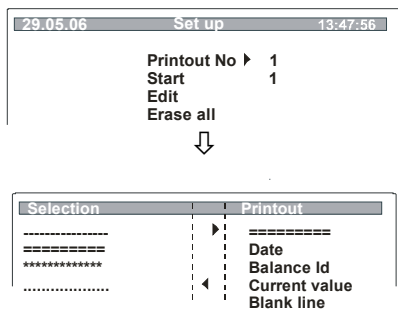 29.05.06 Set up 13:47:56
Printout No 1
Start 1
Edit
Erase all
Selection Printout
---------------- =========
========= Date
************* Balance Id
................... Current value
Blank line